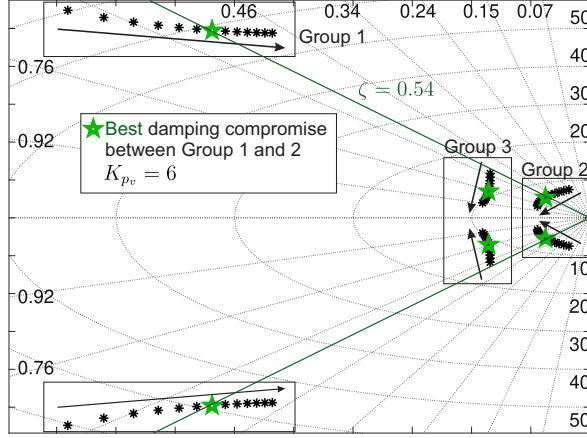 0.46 0.34 0.24 0.15 0.07 50
Group 1
40
0.76
ζ = 0.54
30
Best damping compromise
between Group 1 and 2
K_{p_v} = 6
20
0.92
Group 3
Group 2
10
10
0.92
20
30
0.76
40
50